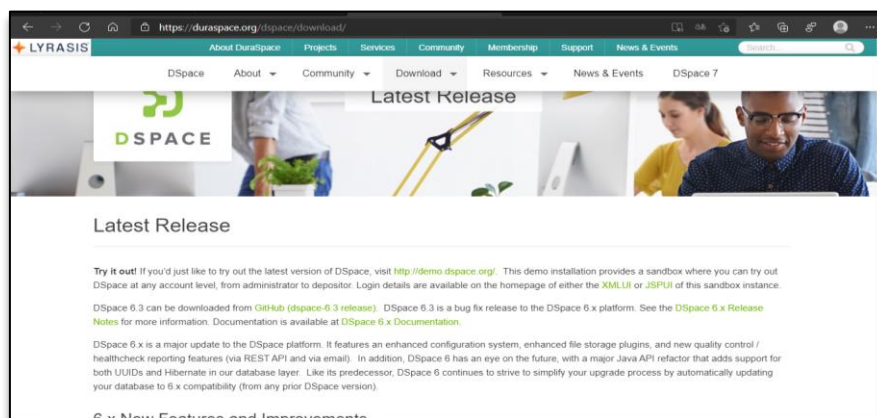 https://duraspace.org/dspace/download/
LYRASIS
About DuraSpace Projects Services Community Membership Support News & Events Search...
DSpace About Community Download Resources News & Events DSpace 7
Latest Release
DSPACE
Latest Release
Try it out! If you'd just like to try out the latest version of DSpace, visit http://demo.dspace.org/. This demo installation provides a sandbox where you can try out
DSpace at any account level, from administrator to depositor. Login details are available on the homepage of either the XMLUI or JSPUI of this sandbox instance.
DSpace 6.3 can be downloaded from GitHub (dspace-6.3 release). DSpace 6.3 is a bug fix release to the DSpace 6.x platform. See the DSpace 6.x Release
Notes for more information. Documentation is available at DSpace 6.x Documentation.
DSpace 6.x is a major update to the DSpace platform. It features an enhanced configuration system, enhanced file storage plugins, and new quality control /
healthcheck reporting features (via REST API and via email). In addition, DSpace 6 has an eye on the future, with a major Java API refactor that adds support for
both UUIDs and Hibernate in our database layer. Like its predecessor, DSpace 6 continues to strive to simplify your upgrade process by automatically updating
your database to 6.x compatibility (from any prior DSpace version).
6.x New Features and Improvements